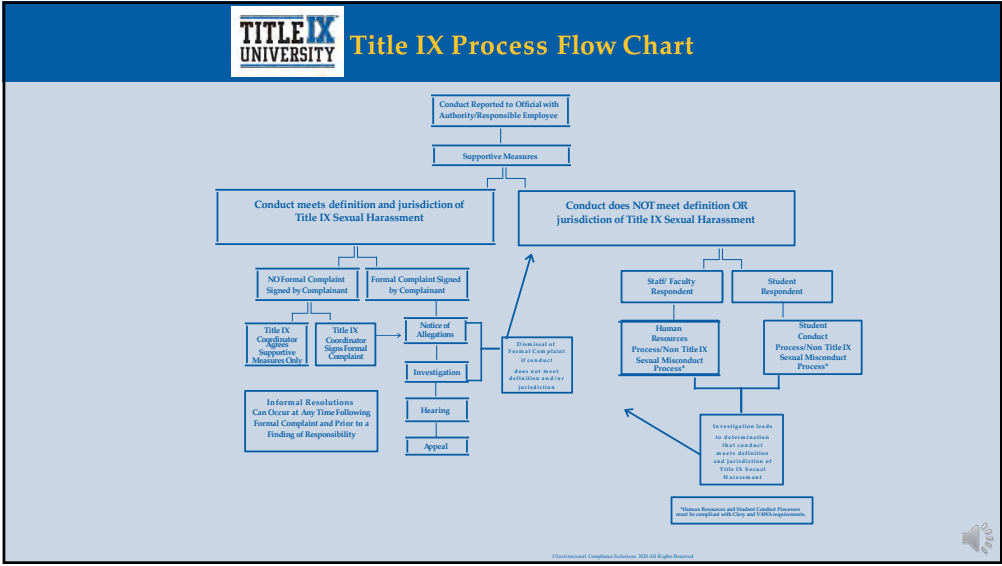 TITLE IX
UNIVERSITY
Title IX Process Flow Chart
Conduct Reported to Official with
Authority/Responsible Employee
Supportive Measures
Conduct meets definition and jurisdiction of
Title IX Sexual Harassment
Conduct does NOT meet definition OR
jurisdiction of Title IX Sexual Harassment
NO Formal Complaint
Signed by Complainant
Formal Complaint Signed
by Complainant
Staff/ Faculty
Respondent
Student
Respondent
Title IX
Coordinator
Agrees
Supportive
Measures Only
Title IX
Coordinator
Signs Formal
Complaint
Notice of
Allegations
Dismissal of
Formal Complaint
if conduct
does not meet
definition and/or
jurisdiction
Human
Resources
Process/Non Title IX
Sexual Misconduct
Process*
Student
Conduct
Process/Non Title IX
Sexual Misconduct
Process*
Investigation
Informal Resolutions
Can Occur at Any Time Following
Formal Complaint and Prior to a
Finding of Responsibility
Hearing
Appeal
Investigation leads
to determination
that conduct
meets definition
and jurisdiction of
Title IX Sexual
Harassment
*Human Resources and Student Conduct Processes
must be compliant with Clery and VAWA requirements.
©Institutional Compliance Solutions 2020 All Rights Reserved